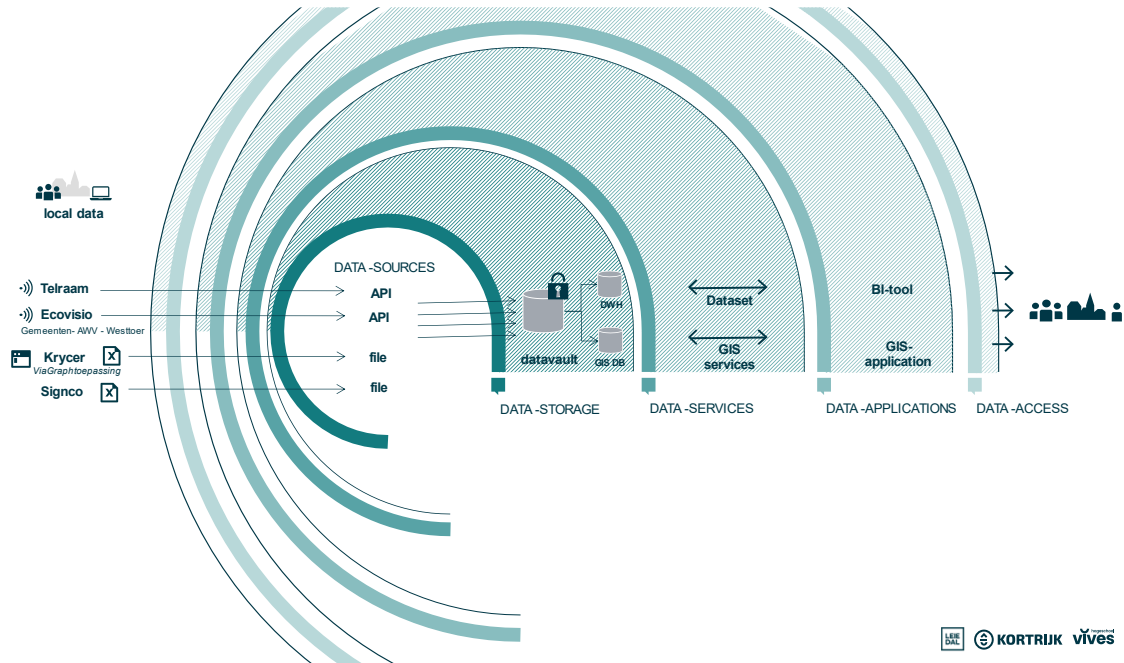 local data
Telraam
Ecovisio
Gemeenten- AWV - Westtoer
Krycer
ViaGraphtoepassing
Signco
X
X
DATA -SOURCES
API
API
file
file
datavault
DWH
GIS DB
DATA -STORAGE
Dataset
GIS
services
DATA -SERVICES
BI-tool
GIS-
application
DATA -APPLICATIONS
DATA -ACCESS
LEIE
DAL
KORTRIJK
hogeschool
vives